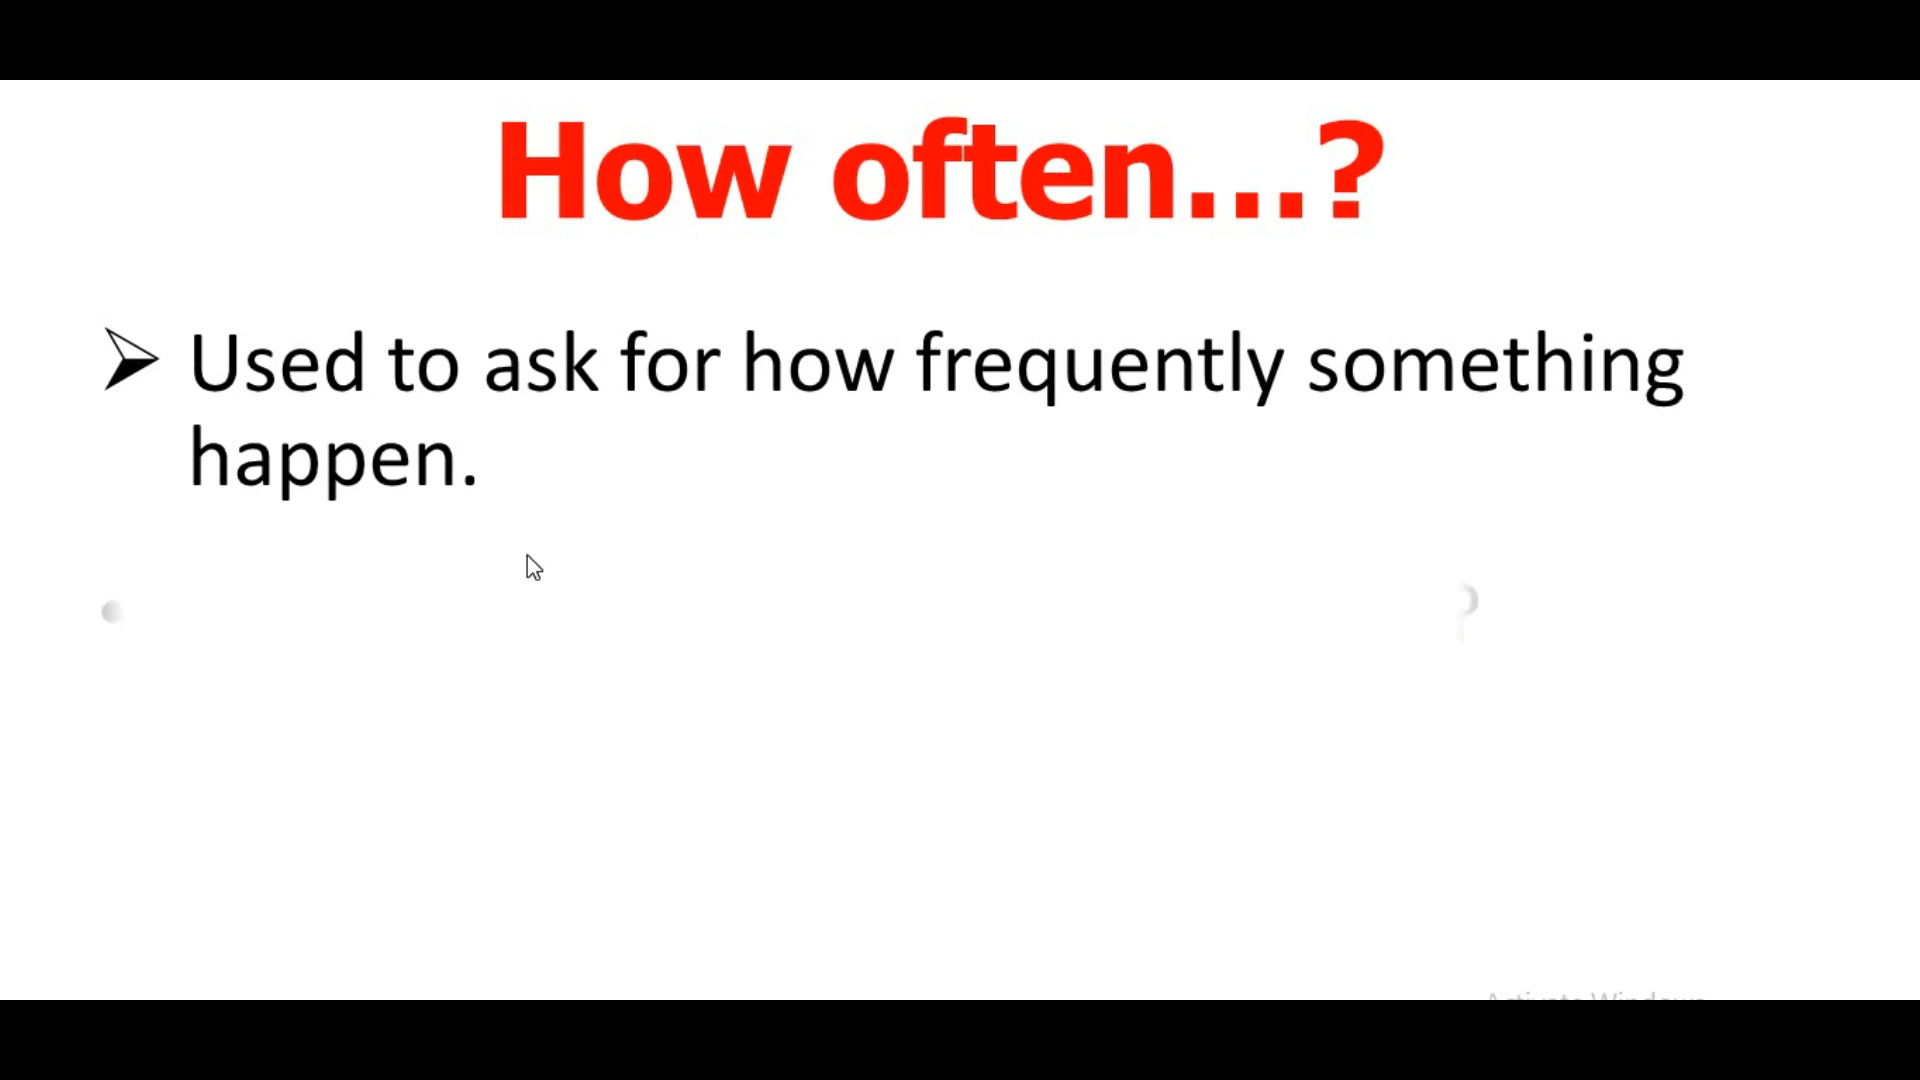 How often...?
Used to ask for how frequently something
happen.